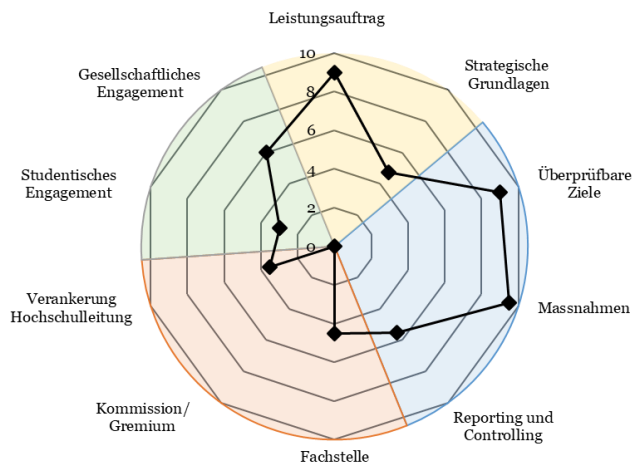 Leistungsauftrag
Strategische
Grundlagen
Überprüfbare
Ziele
Massnahmen
Reporting und
Controlling
Fachstelle
Kommission/
Gremium
Verankerung
Hochschulleitung
Studentisches
Engagement
Gesellschaftliches
Engagement
10
8
6
4
2
0